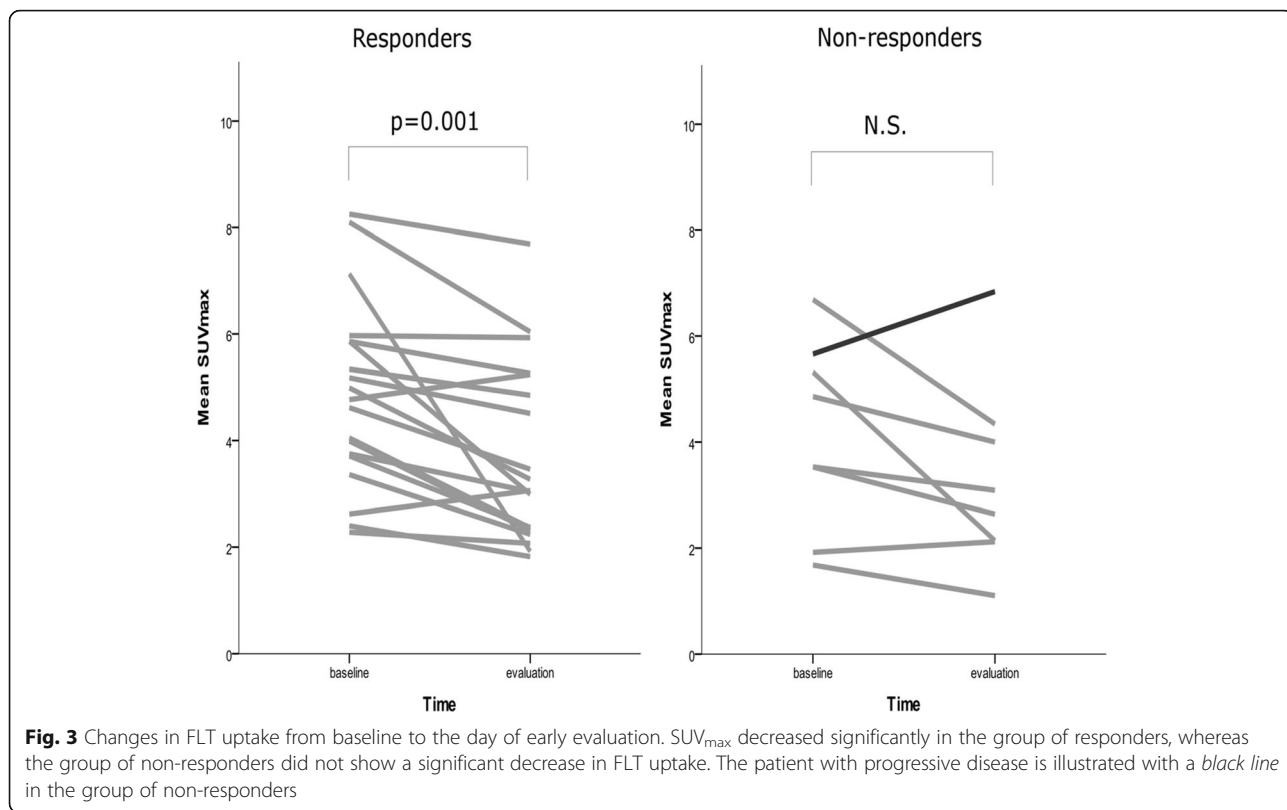 Responders
Non-responders
p=0.001
N.S.
10
8
6
4
2
0
Mean SUVmax
baseline
evaluation
Time
10
8
6
4
2
0
Mean SUVmax
baseline
evaluation
Time
Fig. 3 Changes in FLT uptake from baseline to the day of early evaluation. SUVmax decreased significantly in the group of responders, whereas
the group of non-responders did not show a significant decrease in FLT uptake. The patient with progressive disease is illustrated with a black line
in the group of non-responders